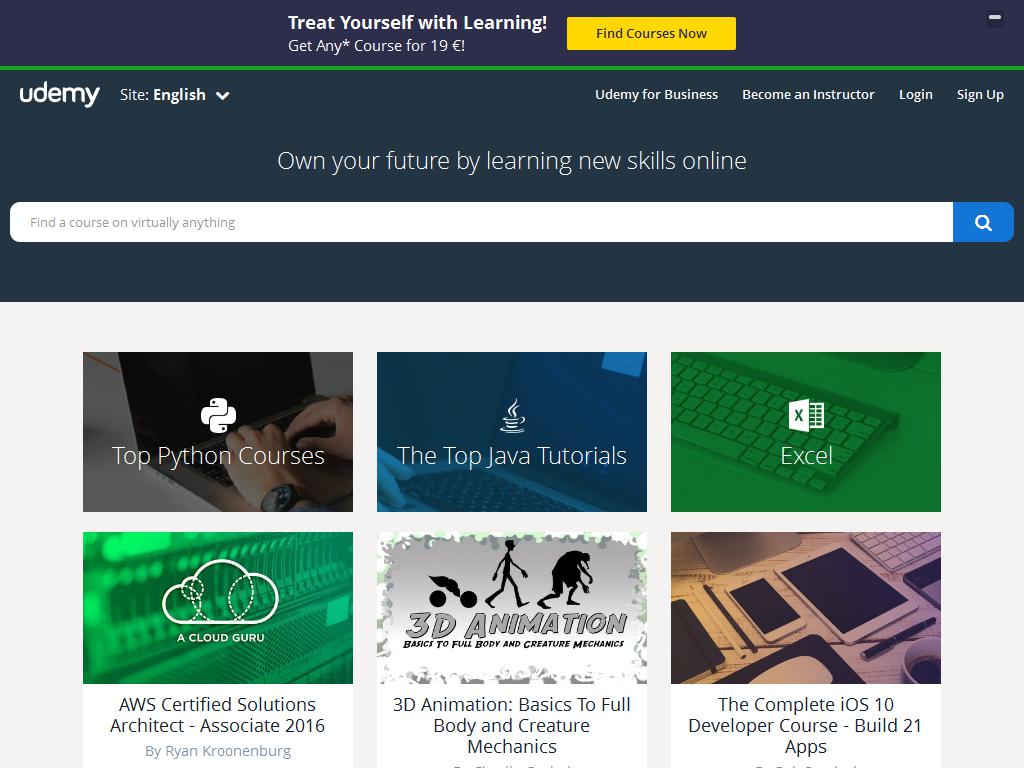 Treat Yourself with Learning!
Get Any* Course for 19 €!
Find Courses Now
udemy
Site: English
Udemy for Business
Become an Instructor
Login
Sign Up
Own your future by learning new skills online
Find a course on virtually anything
Top Python Courses
The Top Java Tutorials
X
Excel
A CLOUD GURU
3D ANIMATION
BASICS TO FULL BODY AND CREATURE MECHANICS
AWS Certified Solutions
Architect - Associate 2016
By Ryan Kroonenburg
3D Animation: Basics To Full
Body and Creature
Mechanics
The Complete iOS 10
Developer Course - Build 21
Apps